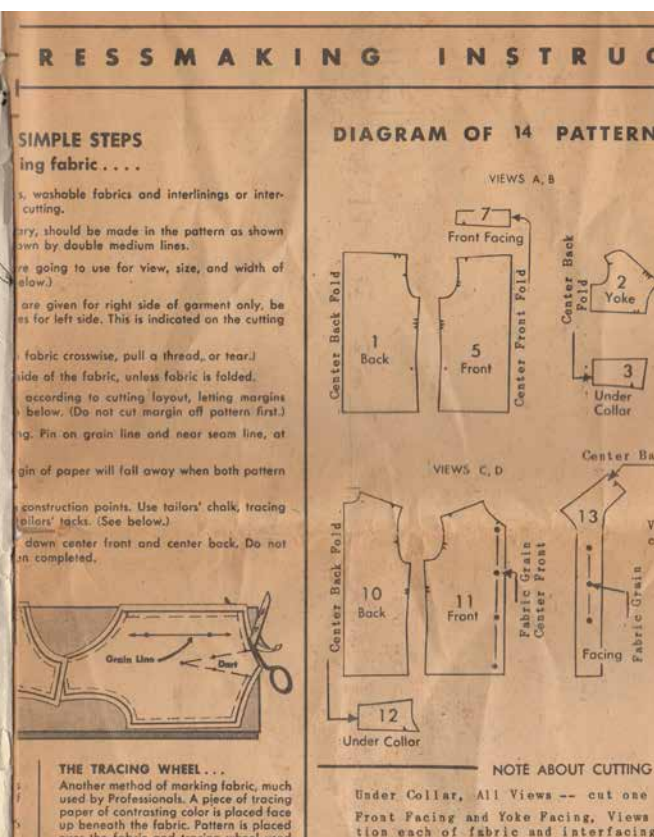 RESSMAKING INSTRUC
SIMPLE STEPS
ing fabric ....
s, washable fabrics and interlinings or inter-
cutting.
ary, should be made in the pattern as shown
own by double medium lines.
re going to use for view, size, and width of
elow.)
are given for right side of garment only, be
es for left side. This is indicated on the cutting
fabric crosswise, pull a thread, or tear.)
side of the fabric, unless fabric is folded.
according to cutting layout, letting margins
below. (Do not cut margin off pattern first.)
ng. Pin on grain line and near seam line, at
gin of paper will fall away when both pattern
construction points. Use tailors' chalk, tracing
tailors' tacks. (See below.)
down center front and center back. Do not
en completed.
Grain Line
Dart
THE TRACING WHEEL...
Another method of marking fabric, much
used by Professionals. A piece of tracing
paper of contrasting color is placed face
up beneath the fabric. Pattern is placed
over the fabric and tracing wheel used
DIAGRAM OF 14 PATTERN
VIEWS A, B
7
Front Facing
Center Back Fold
1
Back
5
Front
Center Front Fold
Center Back
Fold
2
Yoke
3
Under
Collar
VIEWS C, D
Center Ba
Center Back Fold
10
Back
11
Front
Fabric Grain
Center Front
13
Facing
Fabric Grain
12
Under Collar
NOTE ABOUT CUTTING
Under Collar, All Views -- cut one
Front Facing and Yoke Facing, Views
tion each of fabric and interfacing